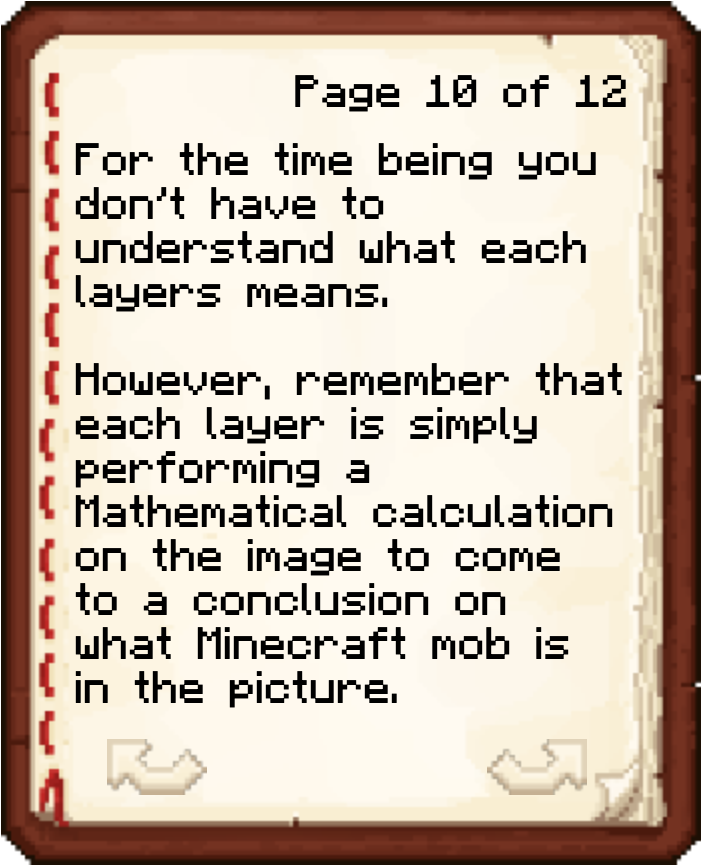 Page 10 of 12
For the time being you
don't have to
understand what each
layers means.
However, remember that
each layer is simply
performing a
Mathematical calculation
on the image to come
to a conclusion on
what Minecraft mob is
in the picture.